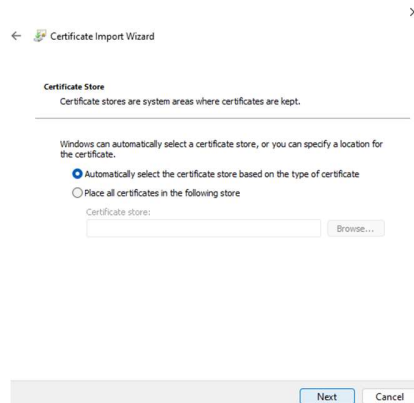 Certificate Import Wizard
Certificate Store
Certificate stores are system areas where certificates are kept.
Windows can automatically select a certificate store, or you can specify a location for
the certificate.
Automatically select the certificate store based on the type of certificate
Place all certificates in the following store
Certificate store:
Browse...
Next
Cancel